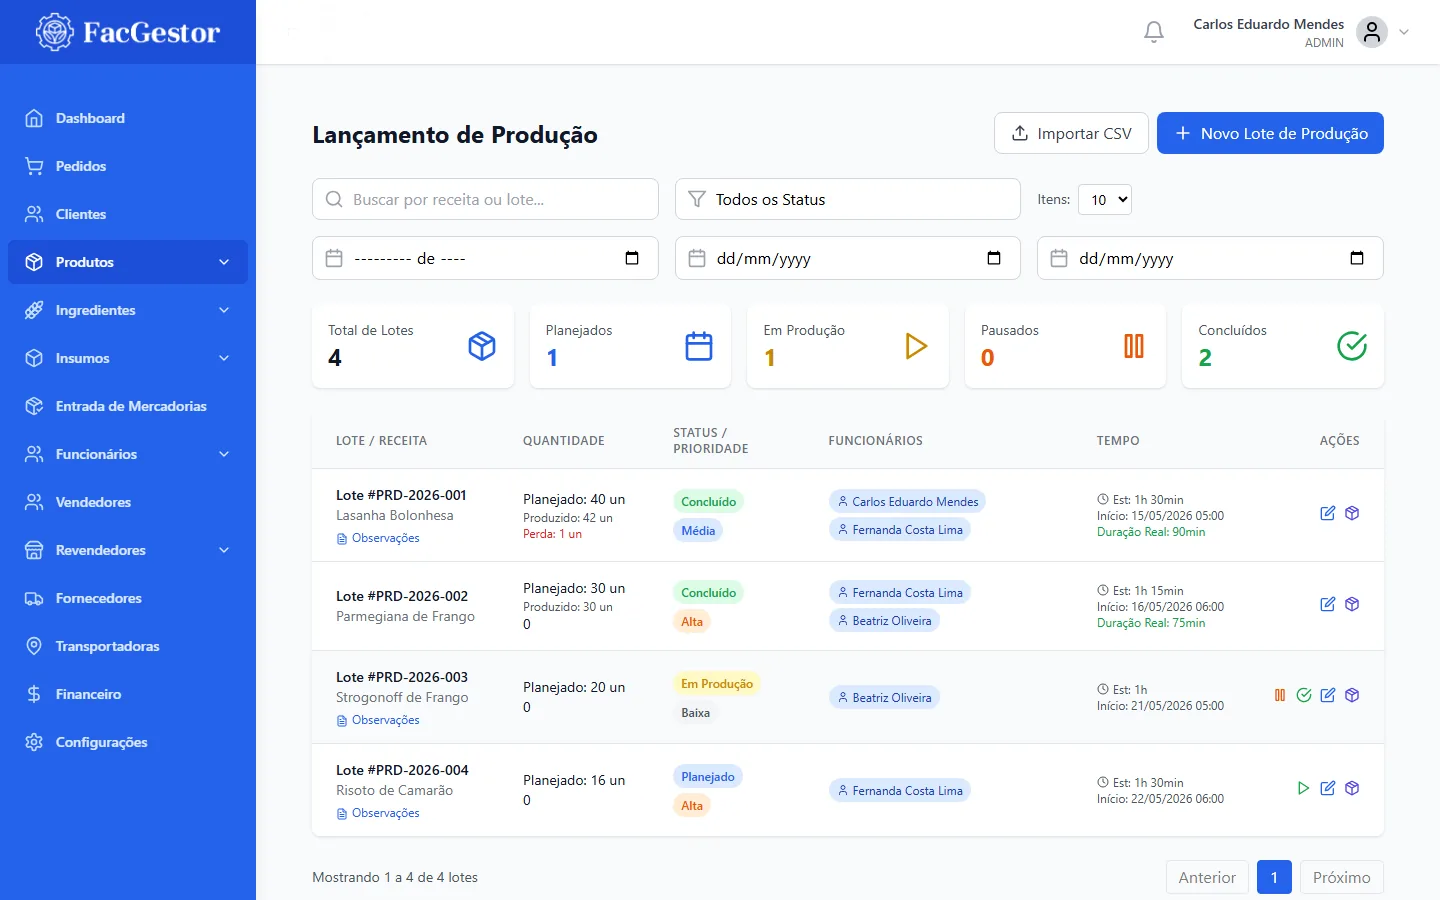 FacGestor
Carlos Eduardo Mendes
ADMIN
Dashboard
Pedidos
Clientes
Produtos
Ingredientes
Insumos
Entrada de Mercadorias
Funcionários
Vendedores
Revendedores
Fornecedores
Transportadoras
Financeiro
Configurações
Lançamento de Produção
Importar CSV
Novo Lote de Produção
Buscar por receita ou lote...
Todos os Status
Itens: 10
--------- de ----
dd/mm/yyyy
dd/mm/yyyy
Total de Lotes
4
Planejados
1
Em Produção
1
Pausados
0
Concluídos
2
LOTE / RECEITA
QUANTIDADE
STATUS /
PRIORIDADE
FUNCIONÁRIOS
TEMPO
AÇÕES
Lote #PRD-2026-001
Lasanha Bolonhesa
Observações
Planejado: 40 un
Produzido: 42 un
Perda: 1 un
Concluído
Média
Carlos Eduardo Mendes
Fernanda Costa Lima
Est: 1h 30min
Início: 15/05/2026 05:00
Duração Real: 90min
Lote #PRD-2026-002
Parmegiana de Frango
Planejado: 30 un
Produzido: 30 un
0
Concluído
Alta
Fernanda Costa Lima
Beatriz Oliveira
Est: 1h 15min
Início: 16/05/2026 06:00
Duração Real: 75min
Lote #PRD-2026-003
Strogonoff de Frango
Observações
Planejado: 20 un
0
Em Produção
Baixa
Beatriz Oliveira
Est: 1h
Início: 21/05/2026 05:00
Lote #PRD-2026-004
Risoto de Camarão
Observações
Planejado: 16 un
0
Planejado
Alta
Fernanda Costa Lima
Est: 1h 30min
Início: 22/05/2026 06:00
Mostrando 1 a 4 de 4 lotes
Anterior
1
Próximo